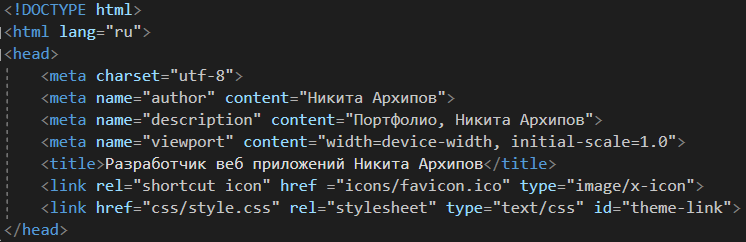 <!DOCTYPE html>
<html lang="ru">
<head>
<meta charset="utf-8">
<meta name="author" content="Никита Архипов">
<meta name="description" content="Портфолио, Никита Архипов">
<meta name="viewport" content="width=device-width, initial-scale=1.0">
<title>Разработчик веб приложений Никита Архипов</title>
<link rel="shortcut icon" href ="icons/favicon.ico" type="image/x-icon">
<link href="css/style.css" rel="stylesheet" type="text/css" id="theme-link">
</head>